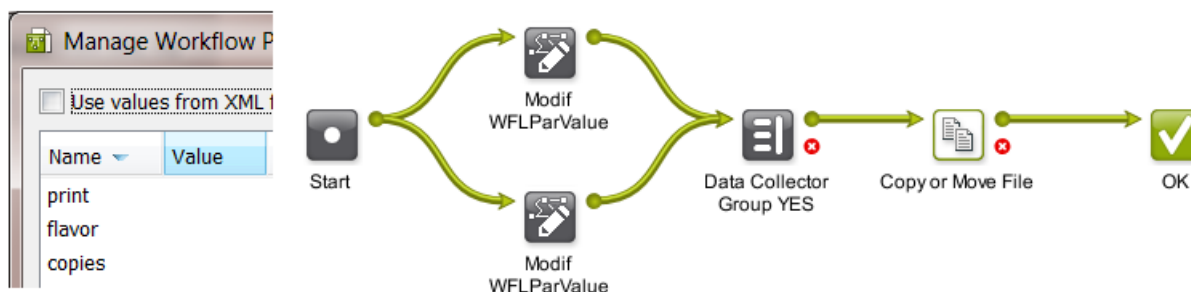 Manage Workflow P
Use values from XML f
Name
Value
print
flavor
copies
Start
Modif
WFLParValue
Modif
WFLParValue
Data Collector
Group YES
Copy or Move File
OK